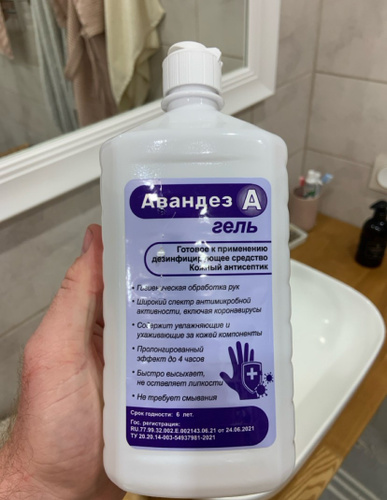 Авандез А
гель
Готовое к применению
дезинфицирующее средство
Кожный антисептик
• Гигиеническая обработка рук
• Широкий спектр антимикробной
активности, включая коронавирусы
• Содержит увлажняющие и
ухаживающие за кожей компоненты
• Пролонгированный
эффект до 4 часов
• Быстро высыхает,
не оставляет липкости
• Не требует смывания
Срок годности: 6 лет.
Гос. регистрация:
RU.77.99.32.002.E.002143.06.21 от 24.06.2021
ТУ 20.20.14-003-54937981-2021